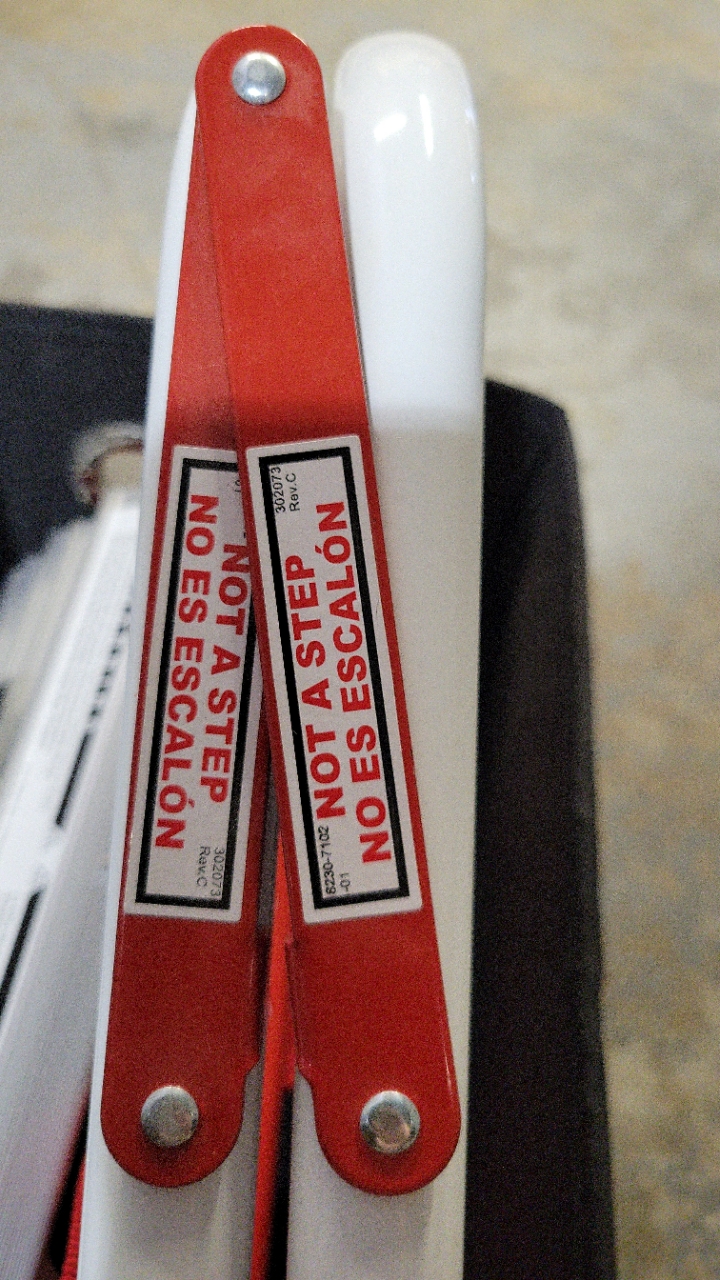 NOT A STEP
NO ES ESCALÓN
302073
Rev.C
302073
Rev.C
NOT A STEP
NO ES ESCALÓN
6230-7102
-01